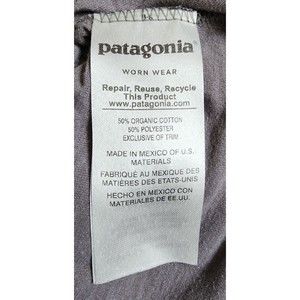 patagonia
WORN WEAR
Repair, Reuse, Recycle
This Product
www.patagonia.com
50% ORGANIC COTTON
50% POLYESTER
EXCLUSIVE OF TRIM
MADE IN MEXICO OF U.S.
MATERIALS
FABRIQUÉ AU MEXIQUE DES
MATIÈRES DES ETATS-UNIS
HECHO EN MEXICO CON
MATERIALES DE EE.UU.